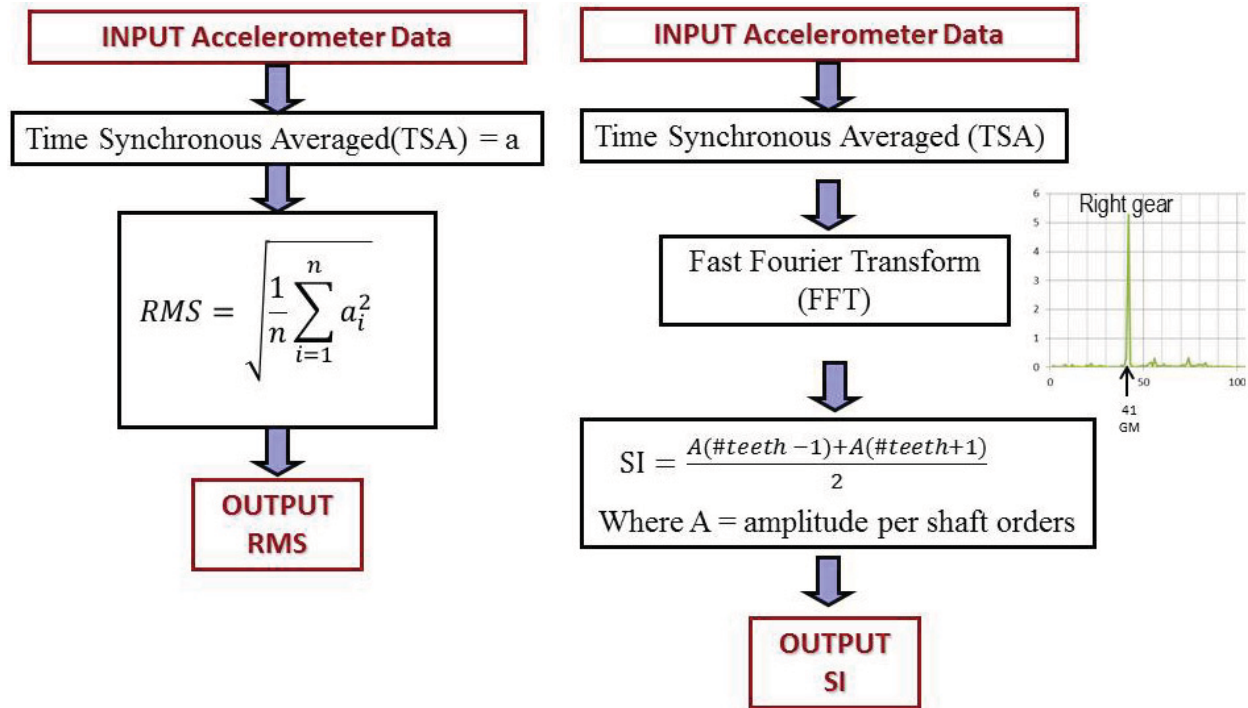 INPUT Accelerometer Data
Time Synchronous Averaged(TSA) = a
RMS = √(1/n ∑_{i=1}^{n} a_i^2)
OUTPUT
RMS
INPUT Accelerometer Data
Time Synchronous Averaged (TSA)
Fast Fourier Transform
(FFT)
Right gear
6
5
4
3
2
1
0
0 50 100
41
GM
SI = (A(#teeth −1)+A(#teeth+1))/2
Where A = amplitude per shaft orders
OUTPUT
SI